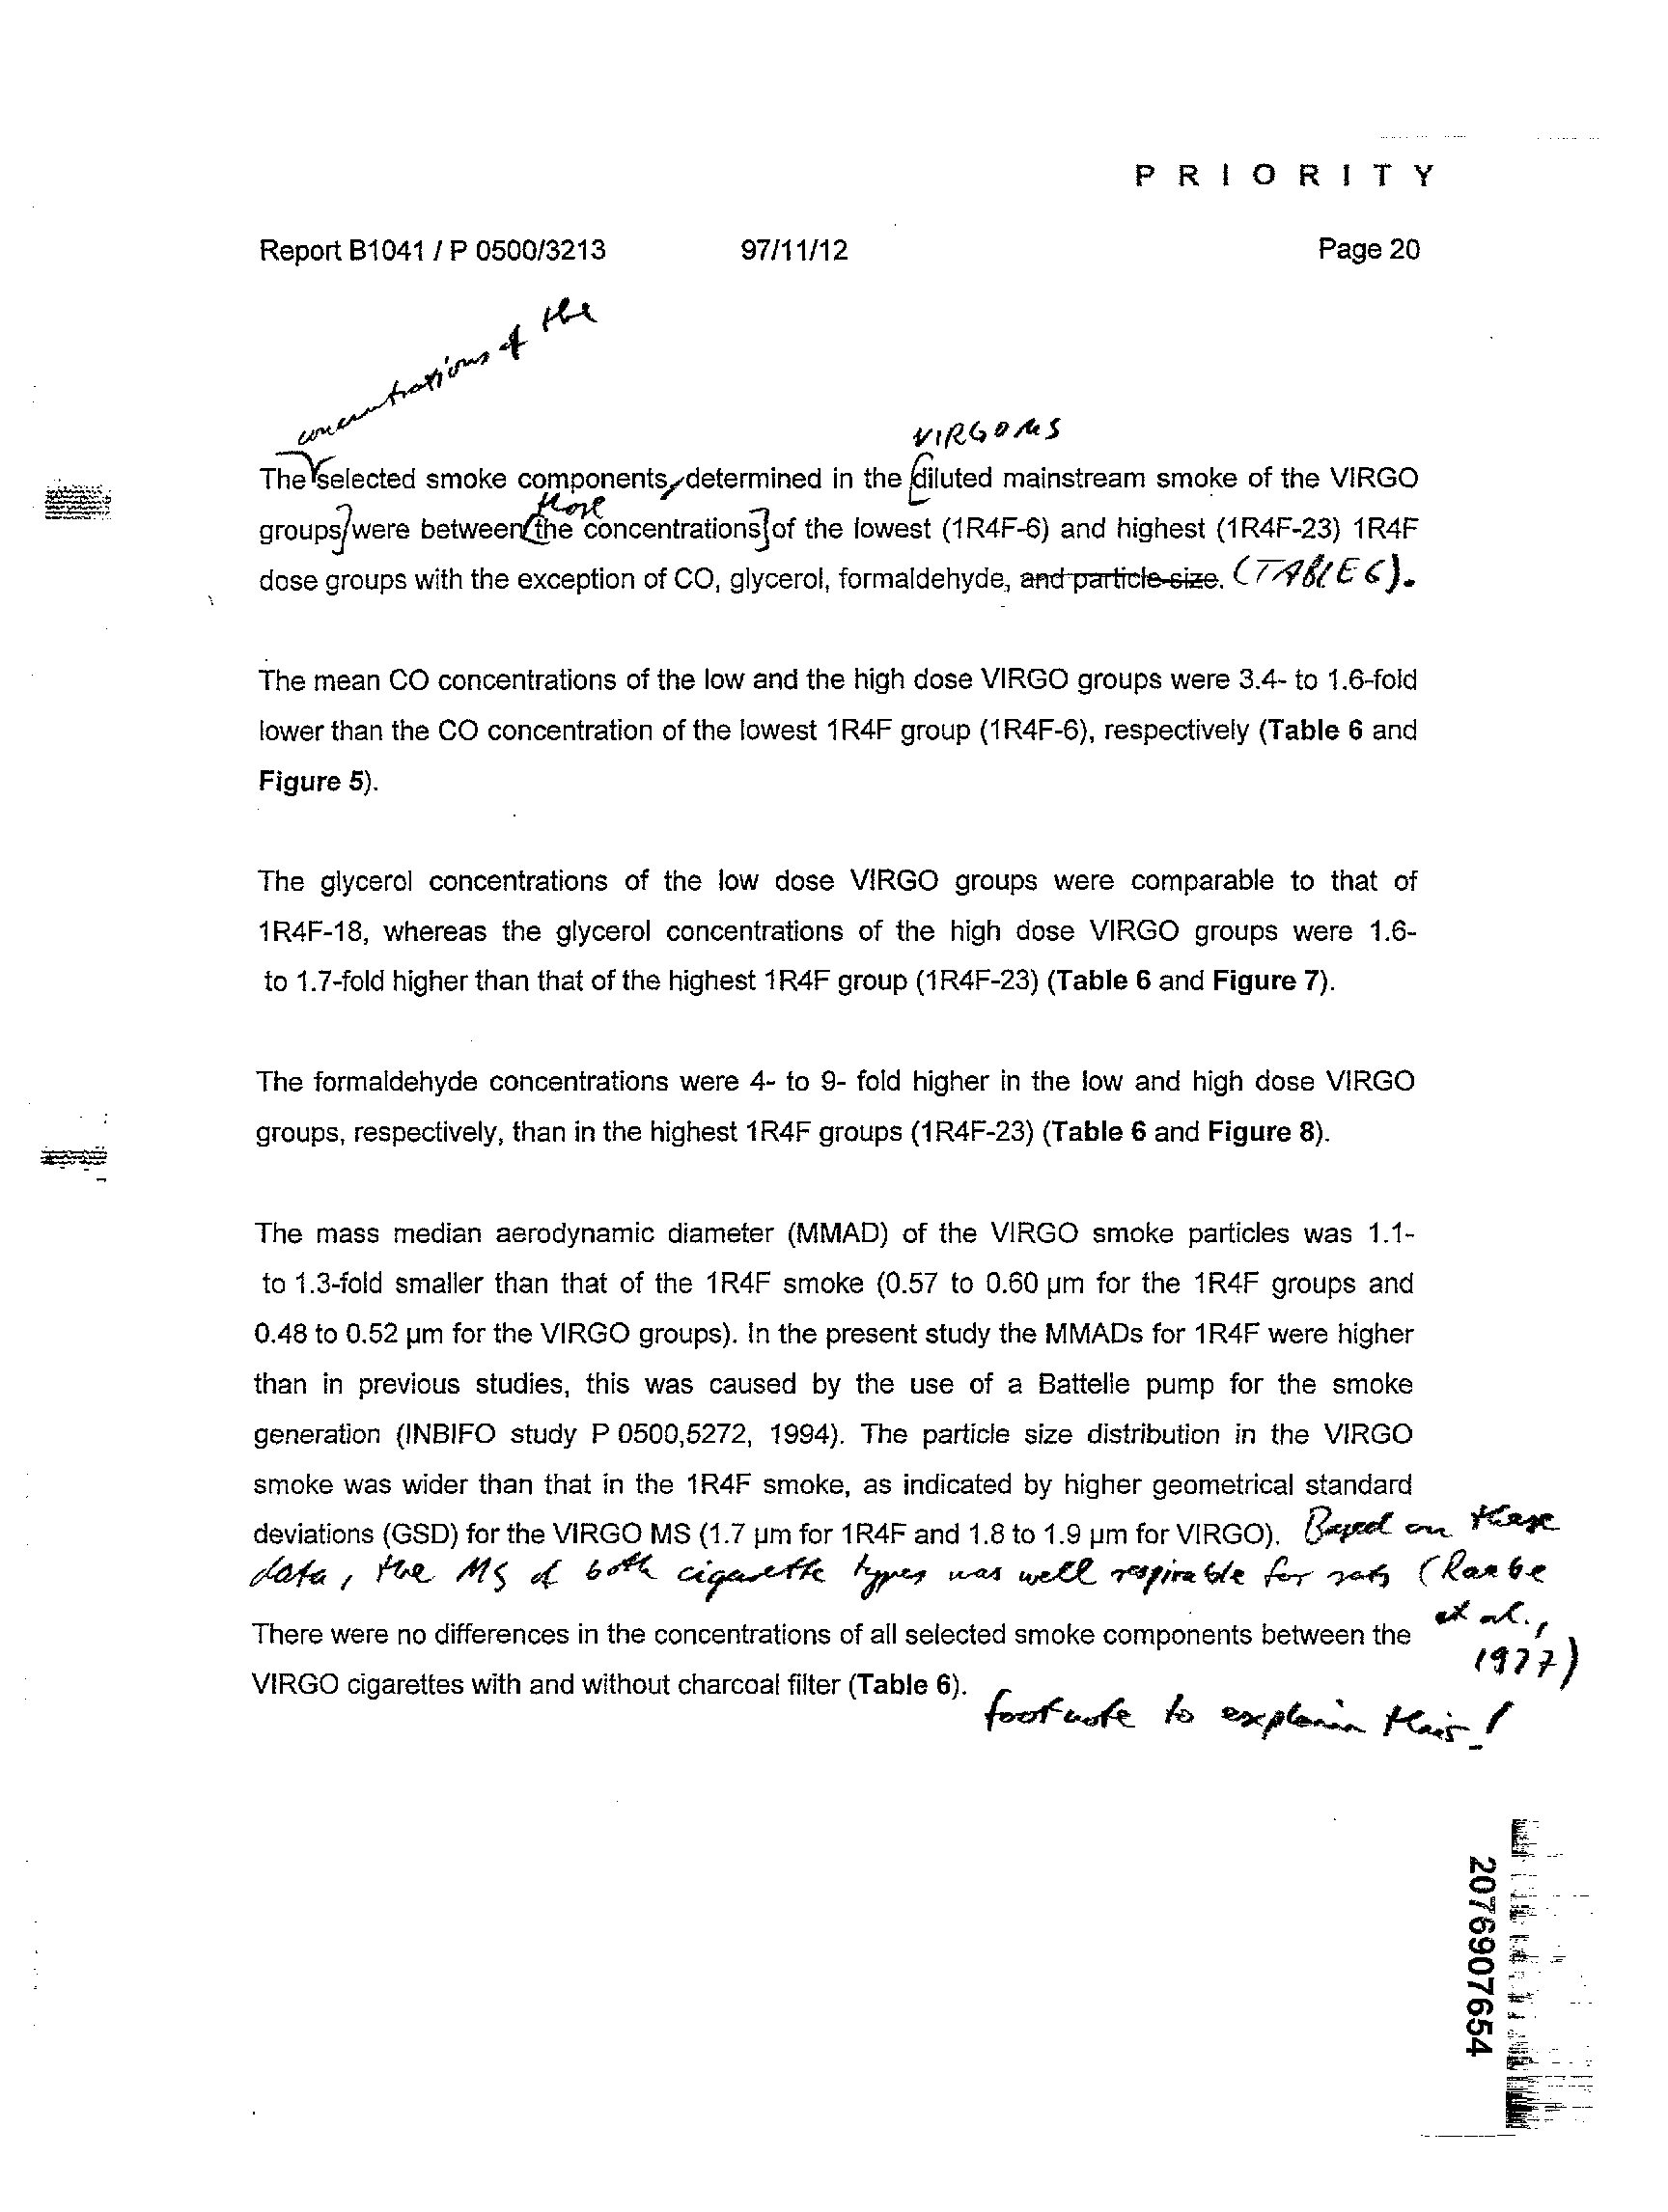 P R I O R I T Y
Report B1041 / P 0500/3213 97/11/12 Page 20
concentrations of the
VIRGO MS
The selected smoke components, determined in the diluted mainstream smoke of the VIRGO
those
groups were between the concentrations of the lowest (1R4F-6) and highest (1R4F-23) 1R4F
dose groups with the exception of CO, glycerol, formaldehyde, and particle size. (TABLE 6).
The mean CO concentrations of the low and the high dose VIRGO groups were 3.4- to 1.6-fold
lower than the CO concentration of the lowest 1R4F group (1R4F-6), respectively (Table 6 and
Figure 5).
The glycerol concentrations of the low dose VIRGO groups were comparable to that of
1R4F-18, whereas the glycerol concentrations of the high dose VIRGO groups were 1.6-
to 1.7-fold higher than that of the highest 1R4F group (1R4F-23) (Table 6 and Figure 7).
The formaldehyde concentrations were 4- to 9- fold higher in the low and high dose VIRGO
groups, respectively, than in the highest 1R4F groups (1R4F-23) (Table 6 and Figure 8).
The mass median aerodynamic diameter (MMAD) of the VIRGO smoke particles was 1.1-
to 1.3-fold smaller than that of the 1R4F smoke (0.57 to 0.60 µm for the 1R4F groups and
0.48 to 0.52 µm for the VIRGO groups). In the present study the MMADs for 1R4F were higher
than in previous studies, this was caused by the use of a Battelle pump for the smoke
generation (INBIFO study P 0500,5272, 1994). The particle size distribution in the VIRGO
smoke was wider than that in the 1R4F smoke, as indicated by higher geometrical standard
deviations (GSD) for the VIRGO MS (1.7 µm for 1R4F and 1.8 to 1.9 µm for VIRGO). Based on these
data, the MS of both cigarette types was well respirable for rats (Raabe
et al.,
1977)
There were no differences in the concentrations of all selected smoke components between the
VIRGO cigarettes with and without charcoal filter (Table 6).
footnote to explain this!
2076907654